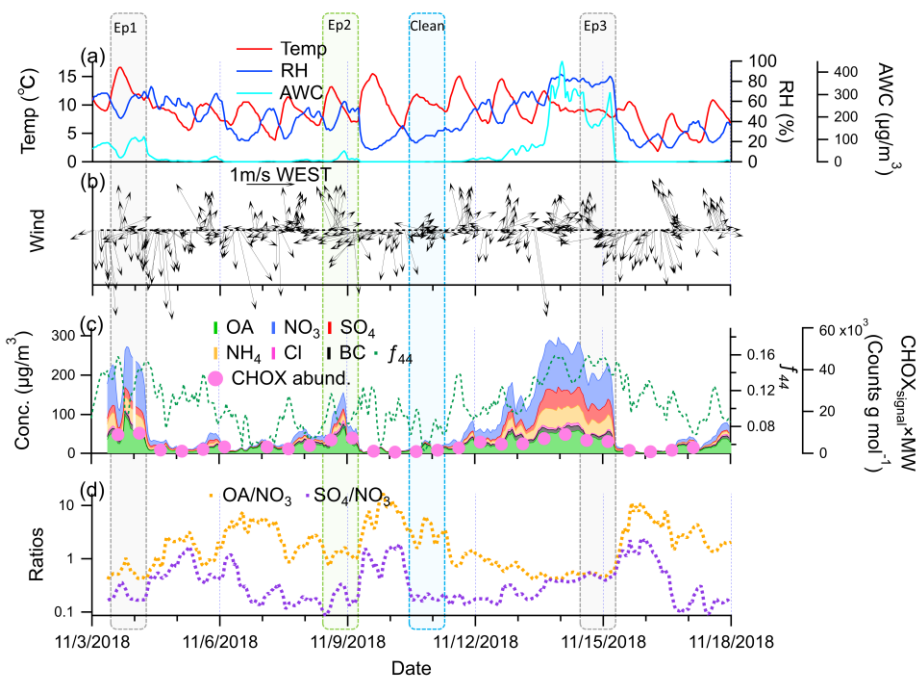 Ep1 Ep2 Clean Ep3
(a) Temp RH AWC
Temp (°C)
15
10
5
0
100
80
60
40
20
0
RH (%)
400
300
200
100
0
AWC (µg/m³)
(b) 1m/s WEST
Wind
(c) OA NO₃ SO₄
NH₄ Cl BC f₄₄
CHOX abund.
Conc. (µg/m³)
300
200
100
0
0.16
0.12
0.08
f₄₄
60 x10³
40
20
0
CHOX signal×MW
(Counts g mol⁻¹)
(d) OA/NO₃ SO₄/NO₃
Ratios
10
1
0.1
11/3/2018 11/6/2018 11/9/2018 11/12/2018 11/15/2018 11/18/2018
Date